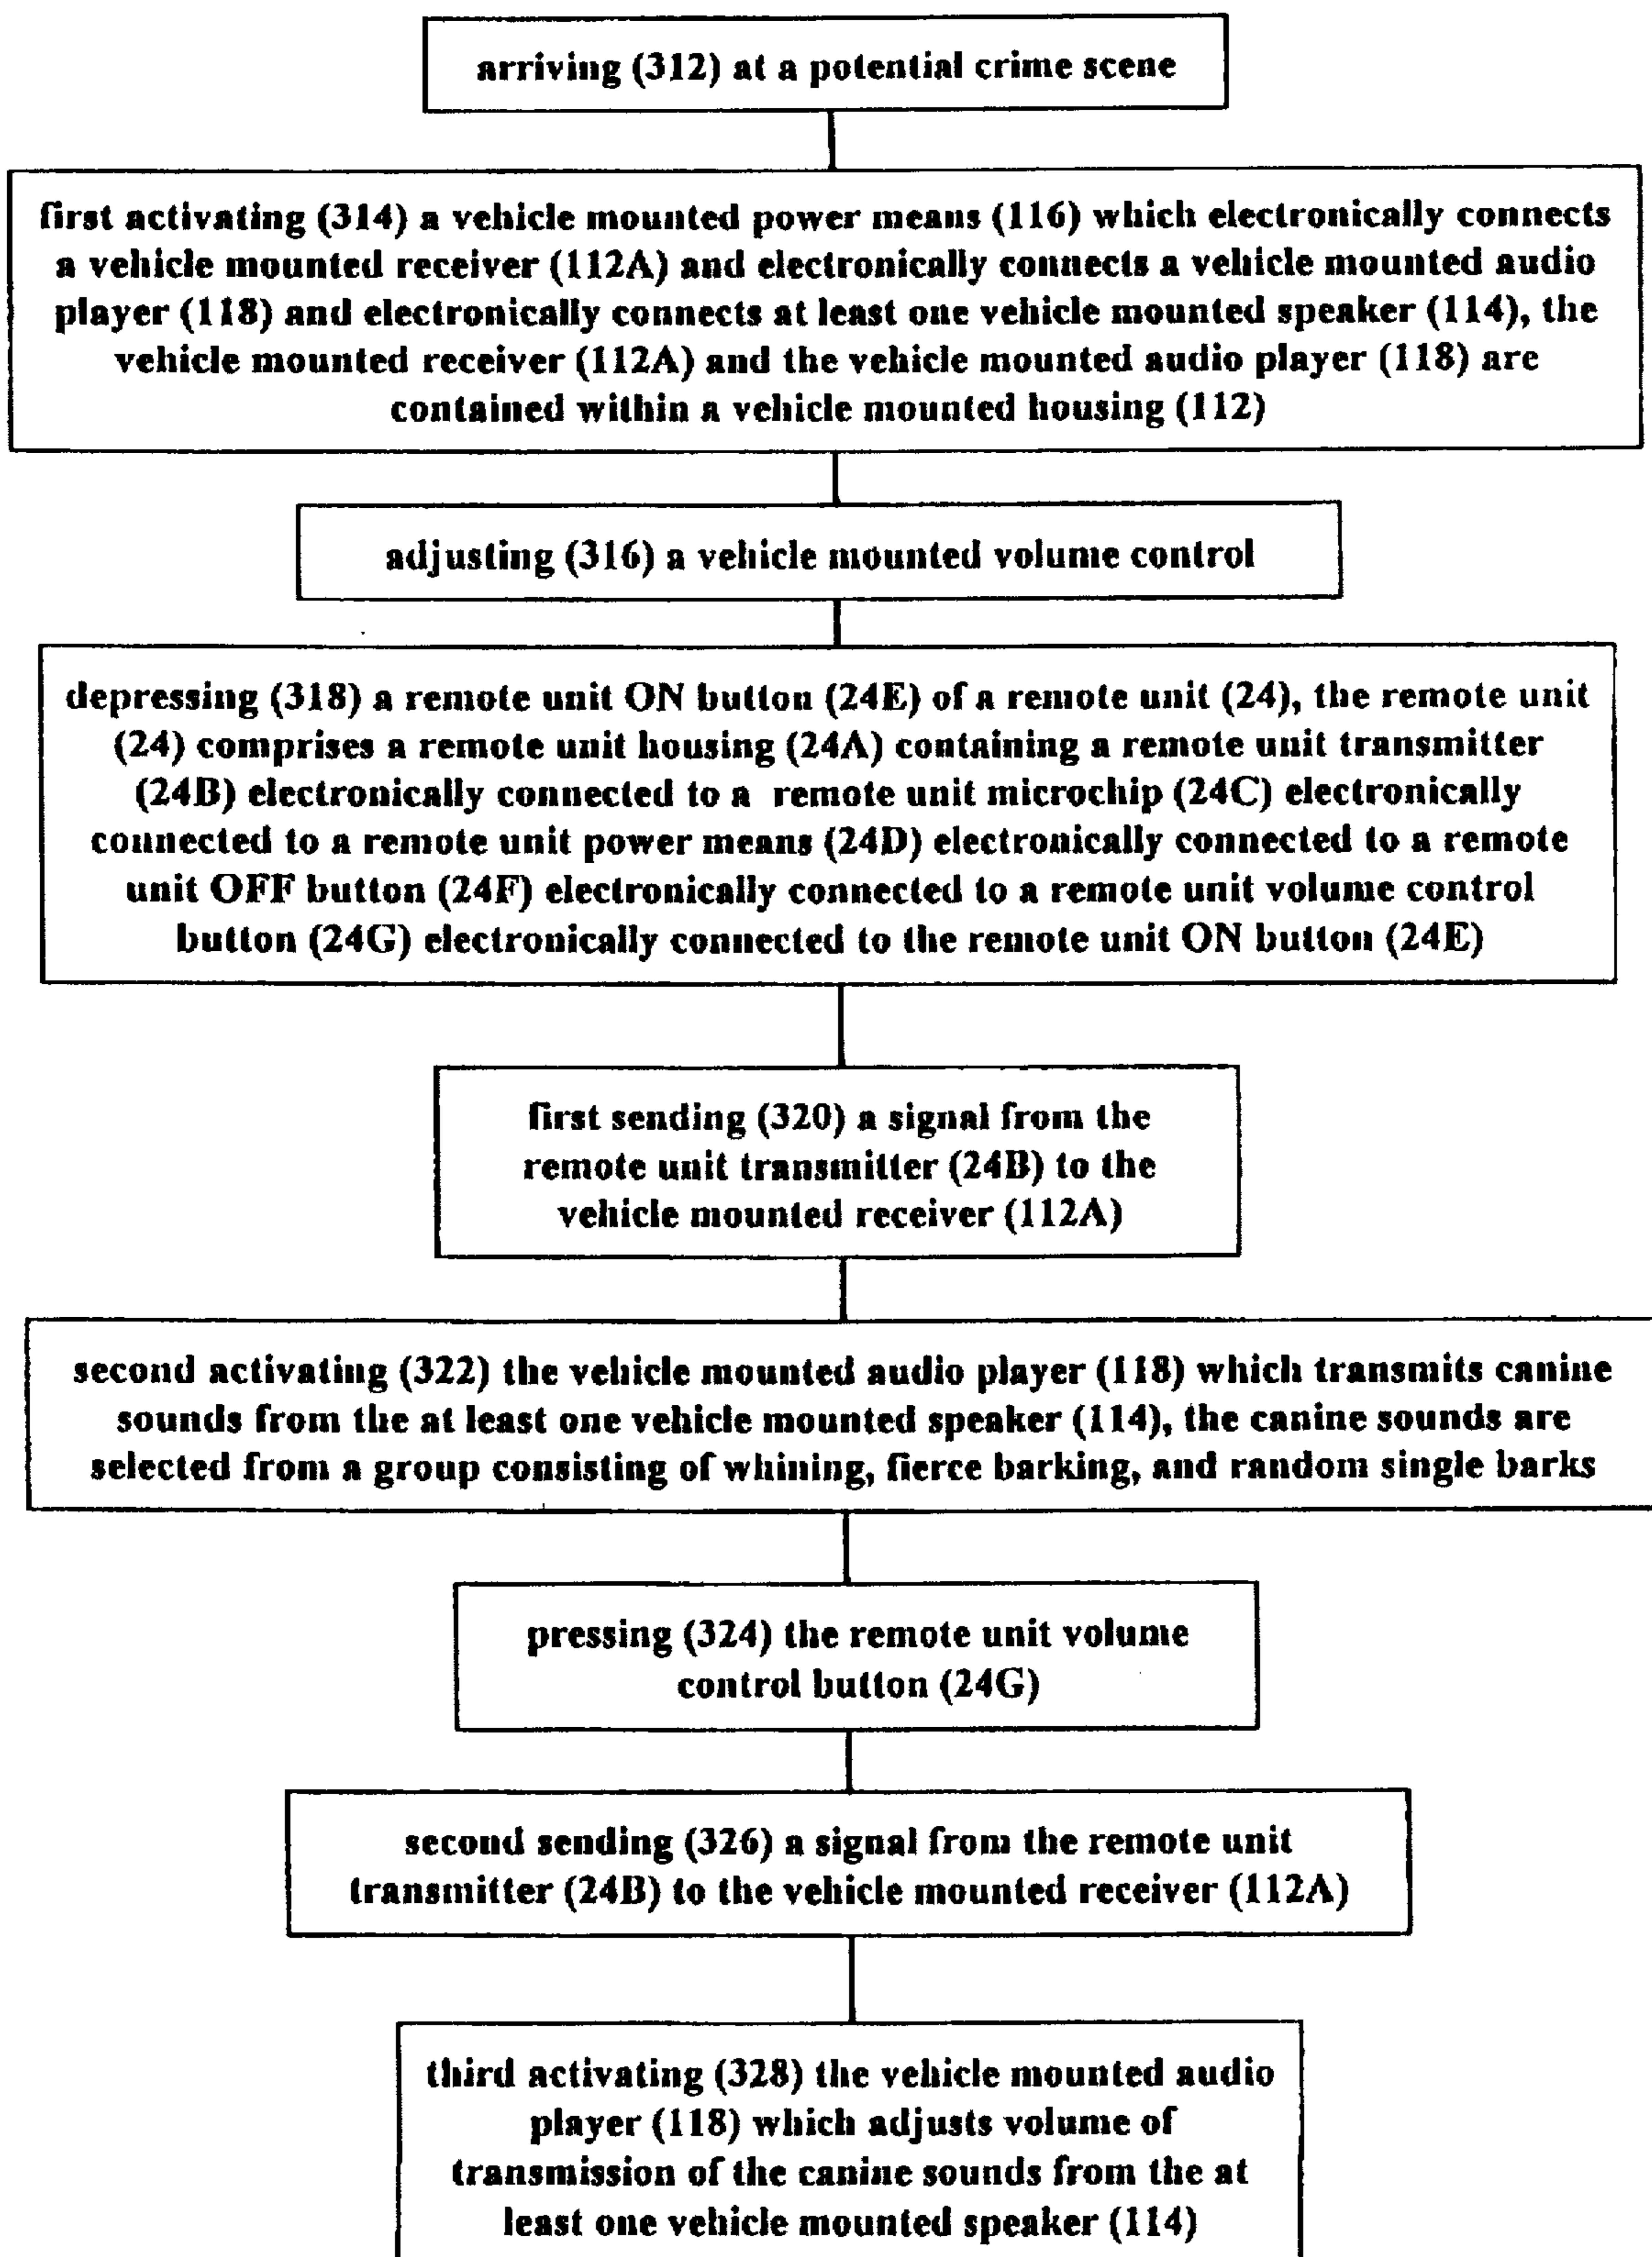 arriving (312) at a potential crime scene
first activating (314) a vehicle mounted power means (116) which electronically connects
a vehicle mounted receiver (112A) and electronically connects a vehicle mounted audio
player (118) and electronically connects at least one vehicle mounted speaker (114), the
vehicle mounted receiver (112A) and the vehicle mounted audio player (118) are
contained within a vehicle mounted housing (112)
adjusting (316) a vehicle mounted volume control
depressing (318) a remote unit ON button (24E) of a remote unit (24), the remote unit
(24) comprises a remote unit housing (24A) containing a remote unit transmitter
(24B) electronically connected to a remote unit microchip (24C) electronically
connected to a remote unit power means (24D) electronically connected to a remote
unit OFF button (24F) electronically connected to a remote unit volume control
button (24G) electronically connected to the remote unit ON button (24E)
first sending (320) a signal from the
remote unit transmitter (24B) to the
vehicle mounted receiver (112A)
second activating (322) the vehicle mounted audio player (118) which transmits canine
sounds from the at least one vehicle mounted speaker (114), the canine sounds are
selected from a group consisting of whining, fierce barking, and random single barks
pressing (324) the remote unit volume
control button (24G)
second sending (326) a signal from the remote unit
transmitter (24B) to the vehicle mounted receiver (112A)
third activating (328) the vehicle mounted audio
player (118) which adjusts volume of
transmission of the canine sounds from the at
least one vehicle mounted speaker (114)